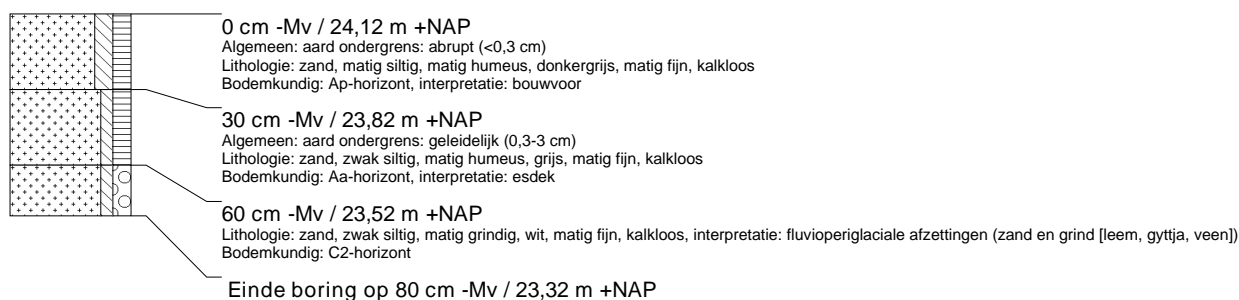 0 cm -Mv / 24,12 m +NAP
Algemeen: aard ondergrens: abrupt (<0,3 cm)
Lithologie: zand, matig siltig, matig humeus, donkergrijs, matig fijn, kalkloos
Bodemkundig: Ap-horizont, interpretatie: bouwvoor
30 cm -Mv / 23,82 m +NAP
Algemeen: aard ondergrens: geleidelijk (0,3-3 cm)
Lithologie: zand, zwak siltig, matig humeus, grijs, matig fijn, kalkloos
Bodemkundig: Aa-horizont, interpretatie: esdek
60 cm -Mv / 23,52 m +NAP
Lithologie: zand, zwak siltig, matig grindig, wit, matig fijn, kalkloos, interpretatie: fluvioperiglaciale afzettingen (zand en grind [leem, gyttja, veen])
Bodemkundig: C2-horizont
Einde boring op 80 cm -Mv / 23,32 m +NAP